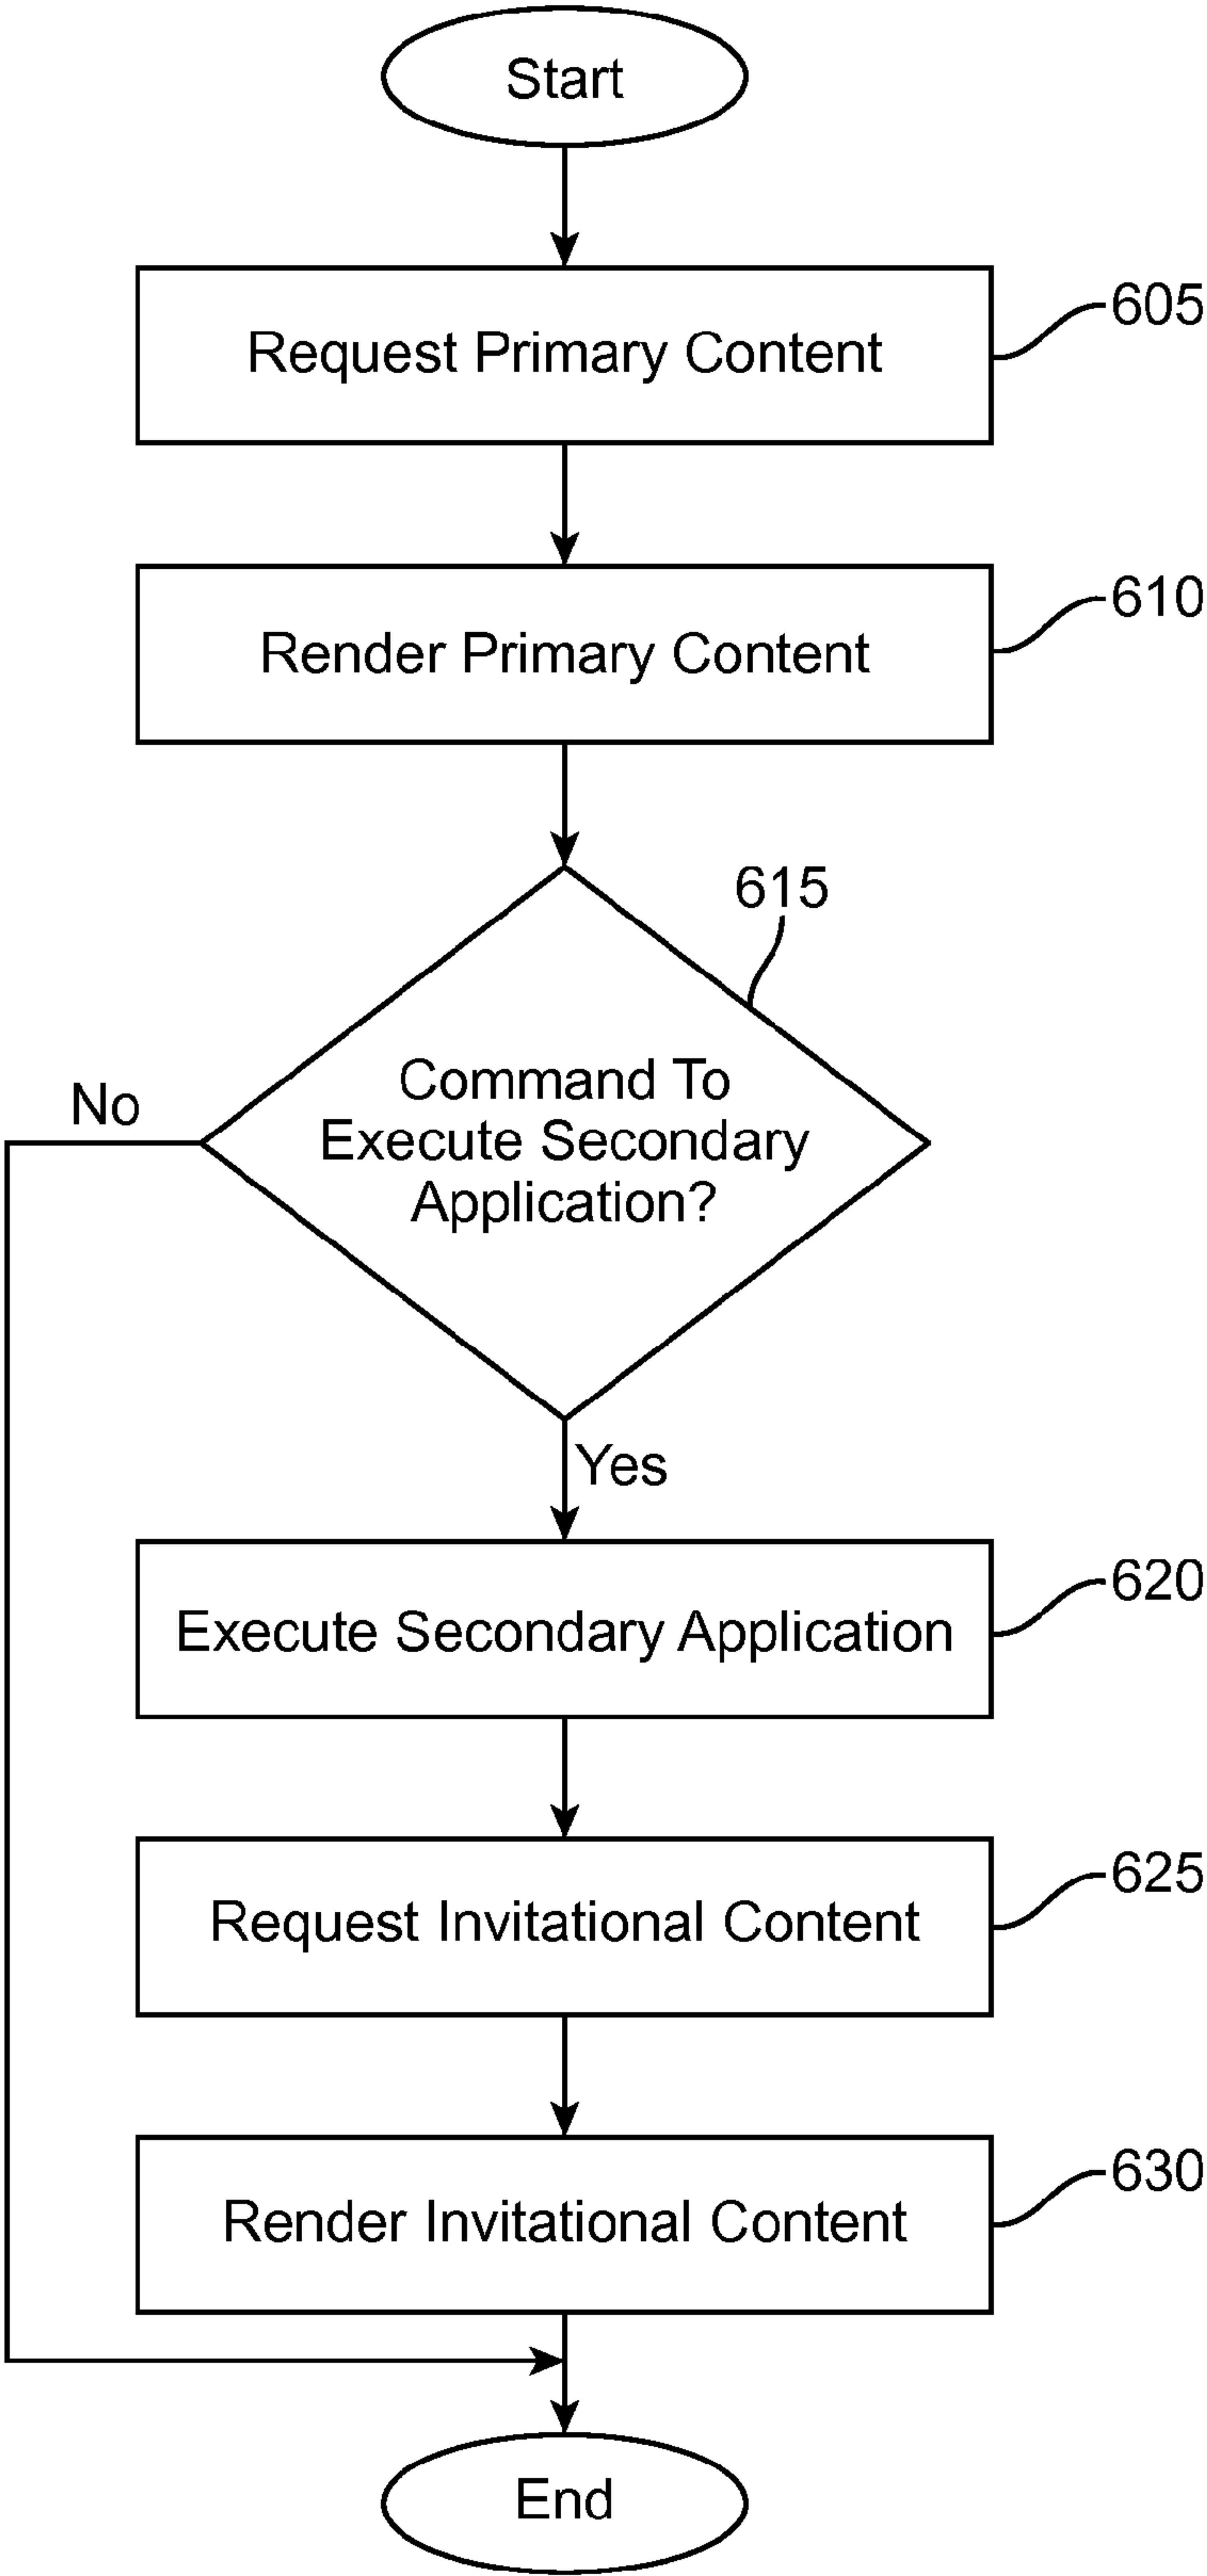 Start
Request Primary Content
605
Render Primary Content
610
615
Command To
Execute Secondary
Application?
No
Yes
Execute Secondary Application
620
Request Invitational Content
625
Render Invitational Content
630
End